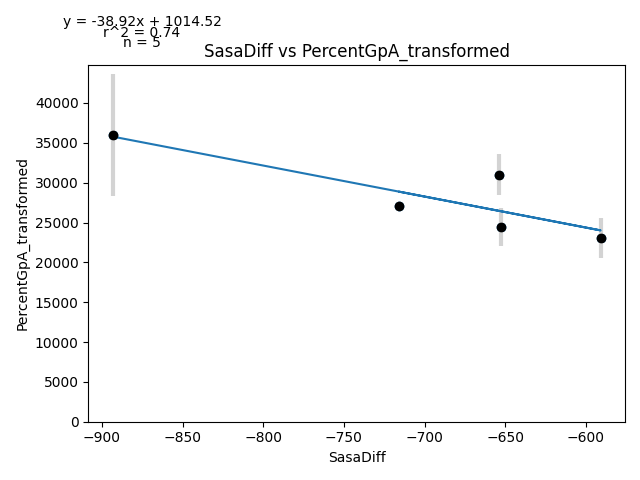 y = -38.92x + 1014.52
r^2 = 0.74
n = 5
SasaDiff vs PercentGpA_transformed
PercentGpA_transformed
40000
35000
30000
25000
20000
15000
10000
5000
0
−900 −850 −800 −750 −700 −650 −600
SasaDiff